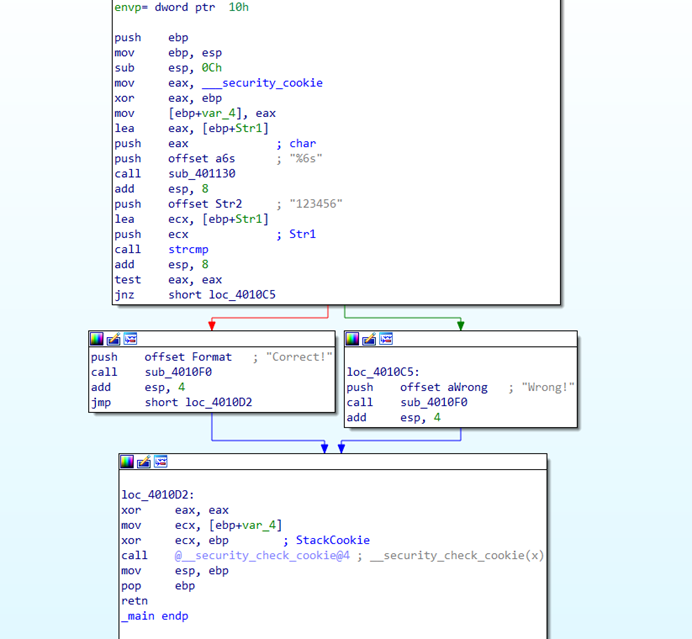 envp= dword ptr  10h
push    ebp
mov     ebp, esp
sub     esp, 0Ch
mov     eax, ___security_cookie
xor     eax, ebp
mov     [ebp+var_4], eax
lea     eax, [ebp+Str1]
push    eax             ; char
push    offset a6s      ; "%6s"
call    sub_401130
add     esp, 8
push    offset Str2     ; "123456"
lea     ecx, [ebp+Str1]
push    ecx             ; Str1
call    strcmp
add     esp, 8
test    eax, eax
jnz     short loc_4010C5
push    offset Format   ; "Correct!"
call    sub_4010F0
add     esp, 4
jmp     short loc_4010D2
loc_4010C5:
push    offset aWrong   ; "Wrong!"
call    sub_4010F0
add     esp, 4
loc_4010D2:
xor     eax, eax
mov     ecx, [ebp+var_4]
xor     ecx, ebp        ; StackCookie
call    @__security_check_cookie@4 ; __security_check_cookie(x)
mov     esp, ebp
pop     ebp
retn
_main endp